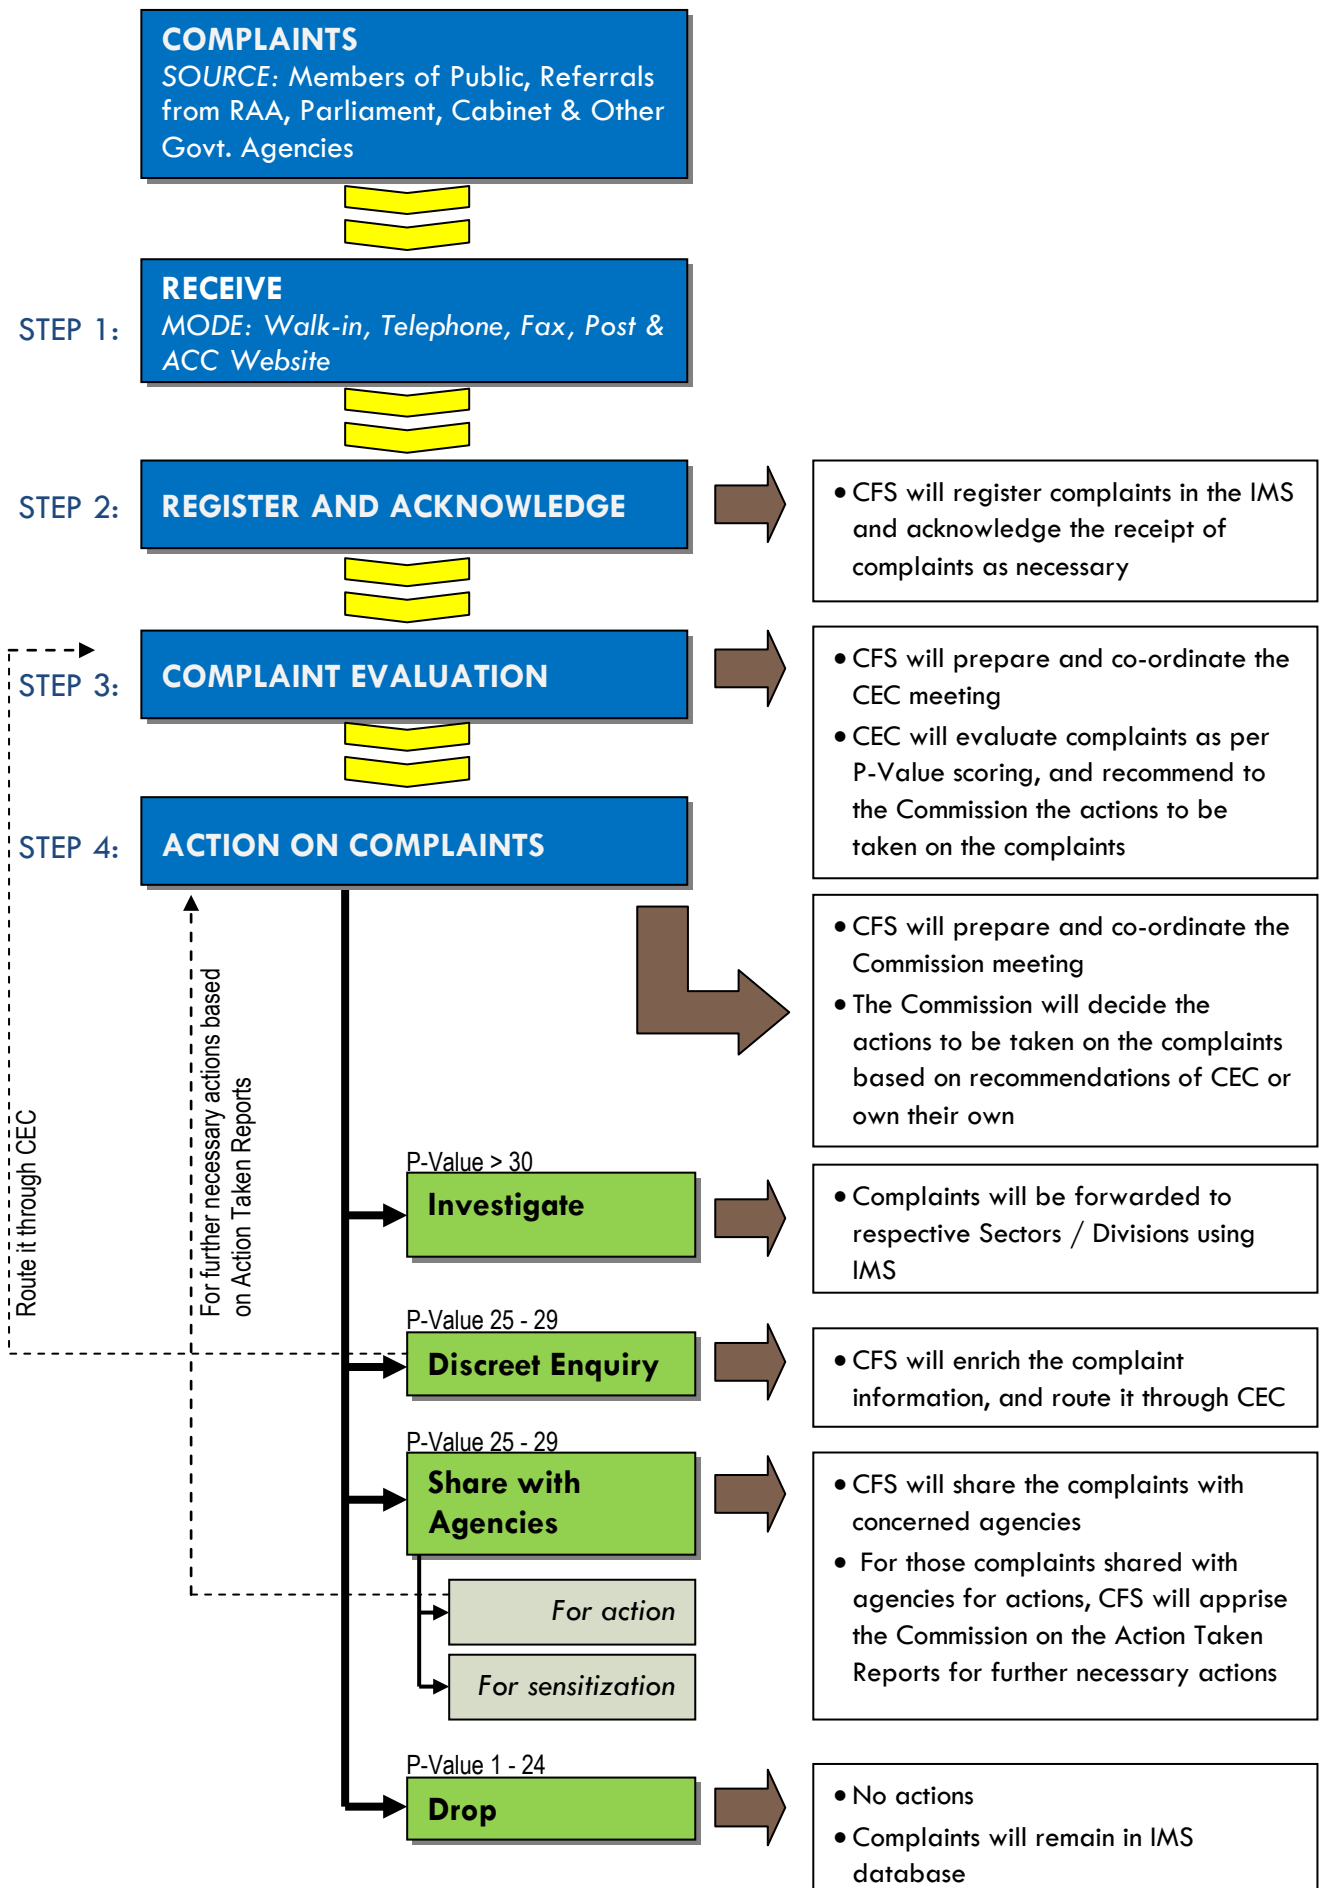 COMPLAINTS
SOURCE: Members of Public, Referrals
from RAA, Parliament, Cabinet & Other
Govt. Agencies
STEP 1:
RECEIVE
MODE: Walk-in, Telephone, Fax, Post &
ACC Website
STEP 2:
REGISTER AND ACKNOWLEDGE
• CFS will register complaints in the IMS
and acknowledge the receipt of
complaints as necessary
STEP 3:
COMPLAINT EVALUATION
• CFS will prepare and co-ordinate the
CEC meeting
• CEC will evaluate complaints as per
P-Value scoring, and recommend to
the Commission the actions to be
taken on the complaints
STEP 4:
ACTION ON COMPLAINTS
• CFS will prepare and co-ordinate the
Commission meeting
• The Commission will decide the
actions to be taken on the complaints
based on recommendations of CEC or
own their own
Route it through CEC
For further necessary actions based
on Action Taken Reports
P-Value > 30
Investigate
• Complaints will be forwarded to
respective Sectors / Divisions using
IMS
P-Value 25 - 29
Discreet Enquiry
• CFS will enrich the complaint
information, and route it through CEC
P-Value 25 - 29
Share with
Agencies
For action
For sensitization
• CFS will share the complaints with
concerned agencies
• For those complaints shared with
agencies for actions, CFS will apprise
the Commission on the Action Taken
Reports for further necessary actions
P-Value 1 - 24
Drop
• No actions
• Complaints will remain in IMS
database